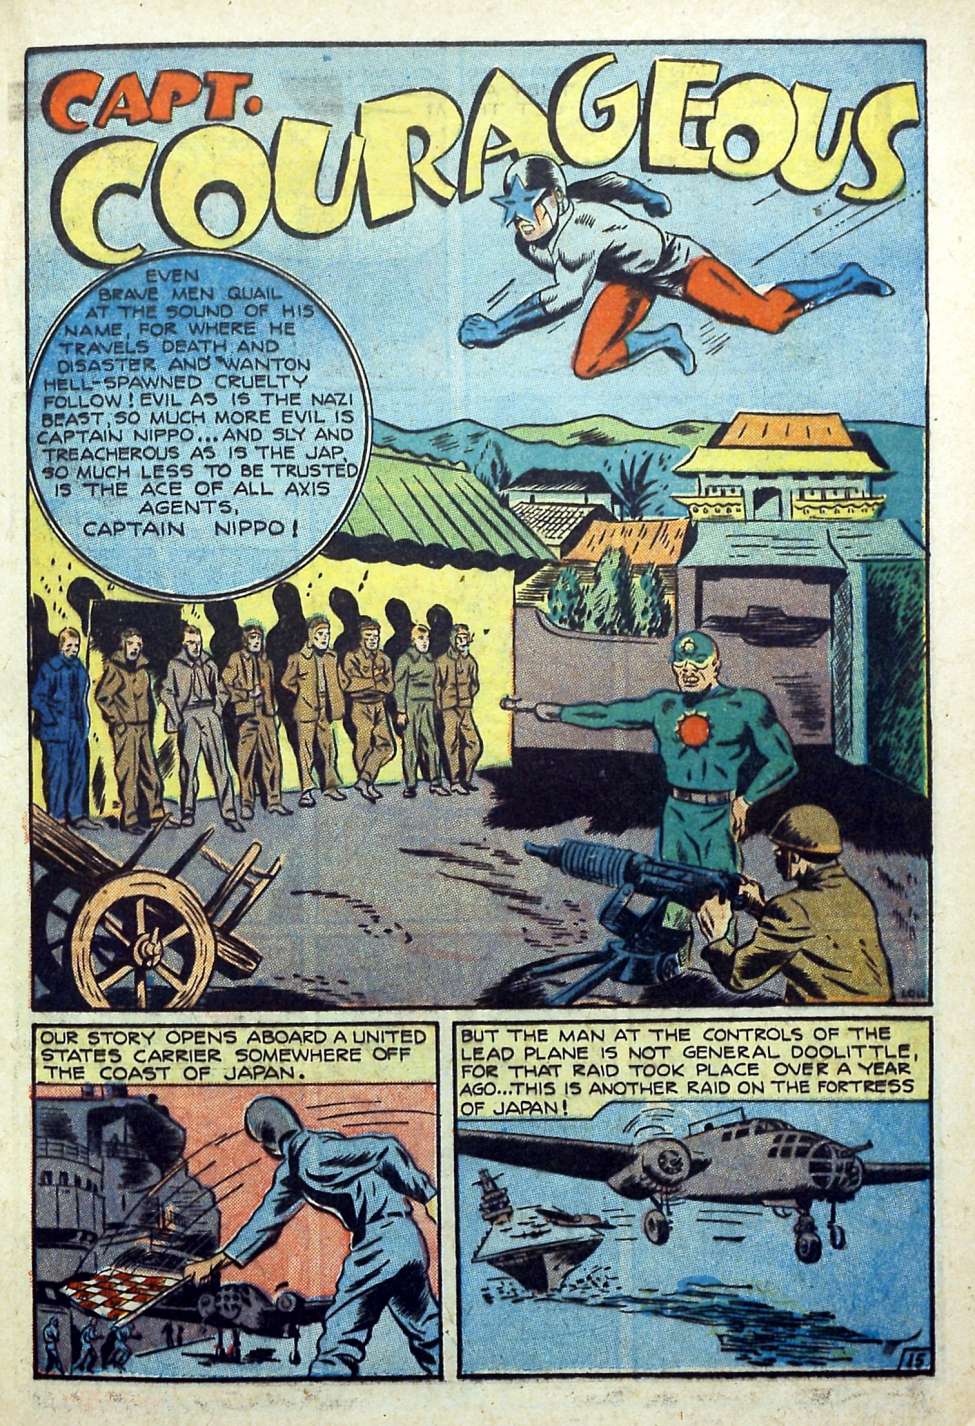 CAPT.
COURAGEOUS
EVEN
BRAVE MEN QUAIL
AT THE SOUND OF HIS
NAME, FOR WHERE HE
TRAVELS DEATH AND
DISASTER AND WANTON
HELL-SPAWNED CRUELTY
FOLLOW! EVIL AS IS THE NAZI
BEAST, SO MUCH MORE EVIL IS
CAPTAIN NIPPO...AND SLY AND
TREACHEROUS AS IS THE JAP,
SO MUCH LESS TO BE TRUSTED
IS THE ACE OF ALL AXIS
AGENTS,
CAPTAIN NIPPO!
OUR STORY OPENS ABOARD A UNITED
STATES CARRIER SOMEWHERE OFF
THE COAST OF JAPAN.
BUT THE MAN AT THE CONTROLS OF THE
LEAD PLANE IS NOT GENERAL DOOLITTLE,
FOR THAT RAID TOOK PLACE OVER A YEAR
AGO...THIS IS ANOTHER RAID ON THE FORTRESS
OF JAPAN!
15